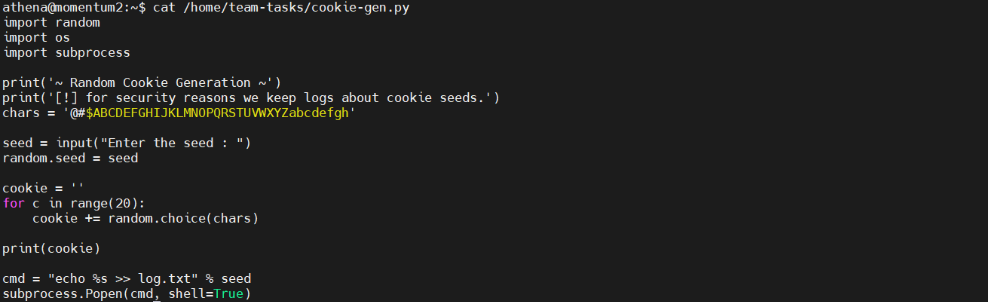 athena@momentum2:~$ cat /home/team-tasks/cookie-gen.py
import random
import os
import subprocess

print('~ Random Cookie Generation ~')
print('[!] for security reasons we keep logs about cookie seeds.')
chars = '@#$ABCDEFGHIJKLMNOPQRSTUVWXYZabcdefgh'

seed = input("Enter the seed : ")
random.seed = seed

cookie = ''
for c in range(20):
    cookie += random.choice(chars)

print(cookie)

cmd = "echo %s >> log.txt" % seed
subprocess.Popen(cmd, shell=True)